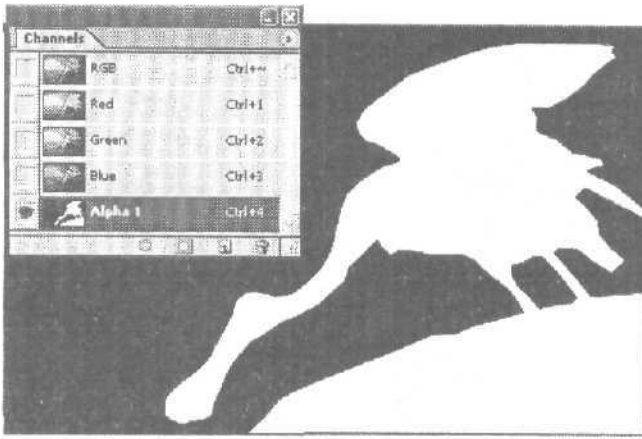 Channels
RGB Ctrl+~
Red Ctrl+1
Green Ctrl+2
Blue Ctrl+3
Alpha 1 Ctrl+4